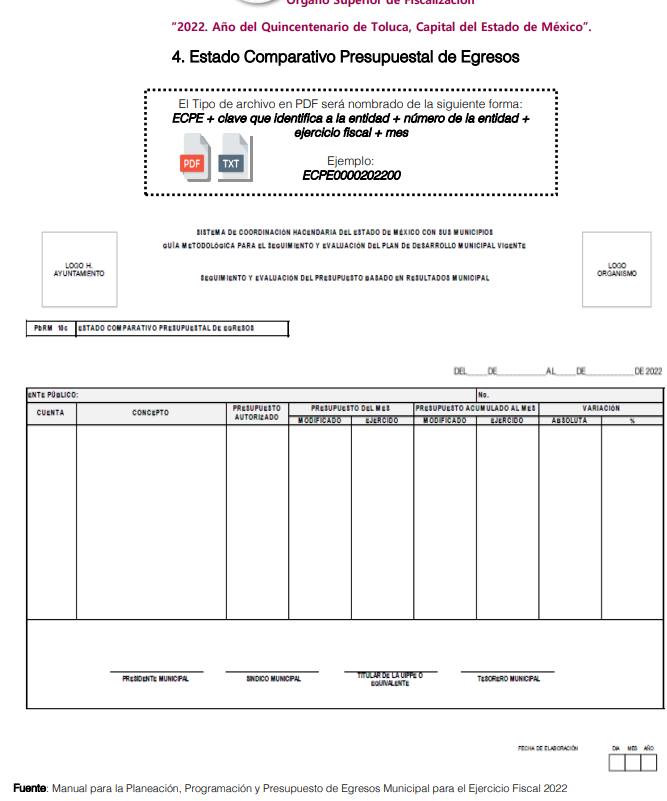 Órgano Superior de Fiscalización
"2022. Año del Quincentenario de Toluca, Capital del Estado de México".
4. Estado Comparativo Presupuestal de Egresos
El Tipo de archivo en PDF será nombrado de la siguiente forma:
ECPE + clave que identifica a la entidad + número de la entidad +
ejercicio fiscal + mes
PDF TXT
Ejemplo:
ECPE0000202200
SISTEMA DE COORDINACIÓN HACENDARIA DEL ESTADO DE MÉXICO CON SUS MUNICIPIOS
GUÍA METODOLÓGICA PARA EL SEGUIMIENTO Y EVALUACIÓN DEL PLAN DE DESARROLLO MUNICIPAL VIGENTE
LOGO H.
AYUNTAMIENTO
LOGO
ORGANISMO
SEGUIMIENTO Y EVALUACIÓN DEL PRESUPUESTO BASADO EN RESULTADOS MUNICIPAL
PbRM 10c ESTADO COMPARATIVO PRESUPUESTAL DE EGRESOS
DEL_____DE____________AL_____DE____________DE 2022
ENTE PÚBLICO: No.
CUENTA CONCEPTO PRESUPUESTO AUTORIZADO PRESUPUESTO DEL MES PRESUPUESTO ACUMULADO AL MES VARIACIÓN
MODIFICADO EJERCIDO MODIFICADO EJERCIDO ABSOLUTA %
PRESIDENTE MUNICIPAL SINDICO MUNICIPAL TITULAR DE LA UIPPE O EQUIVALENTE TESORERO MUNICIPAL
FECHA DE ELABORACIÓN DIA MES AÑO
Fuente: Manual para la Planeación, Programación y Presupuesto de Egresos Municipal para el Ejercicio Fiscal 2022